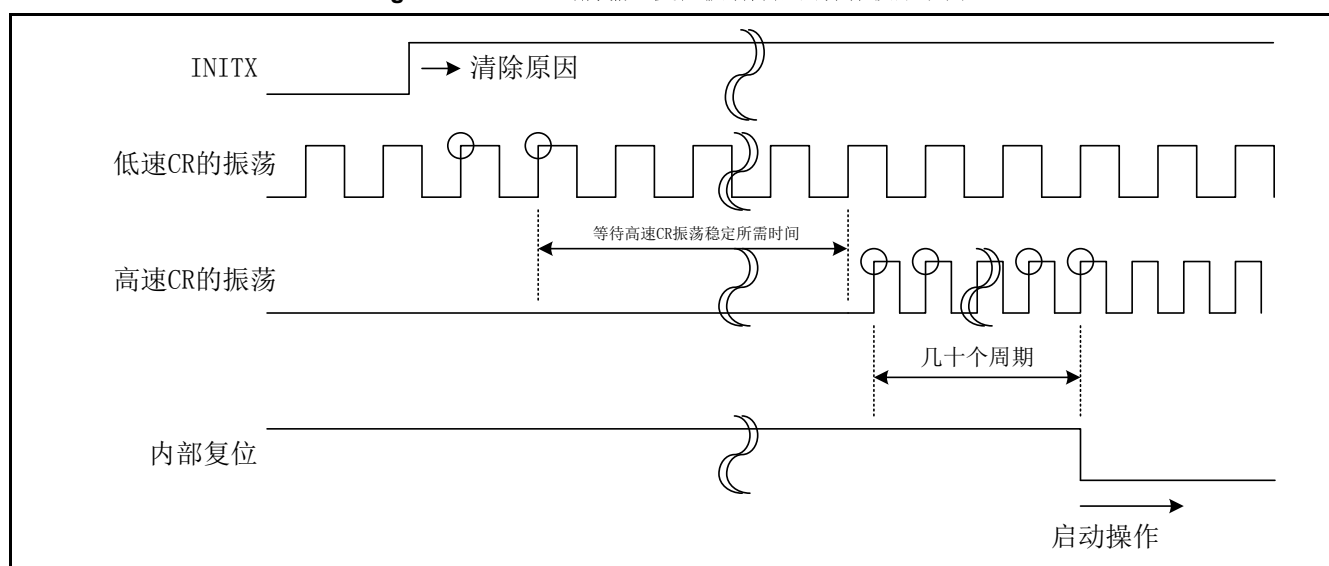 INITX
清除原因
低速CR的振荡
等待高速CR振荡稳定所需时间
高速CR的振荡
几十个周期
内部复位
启动操作